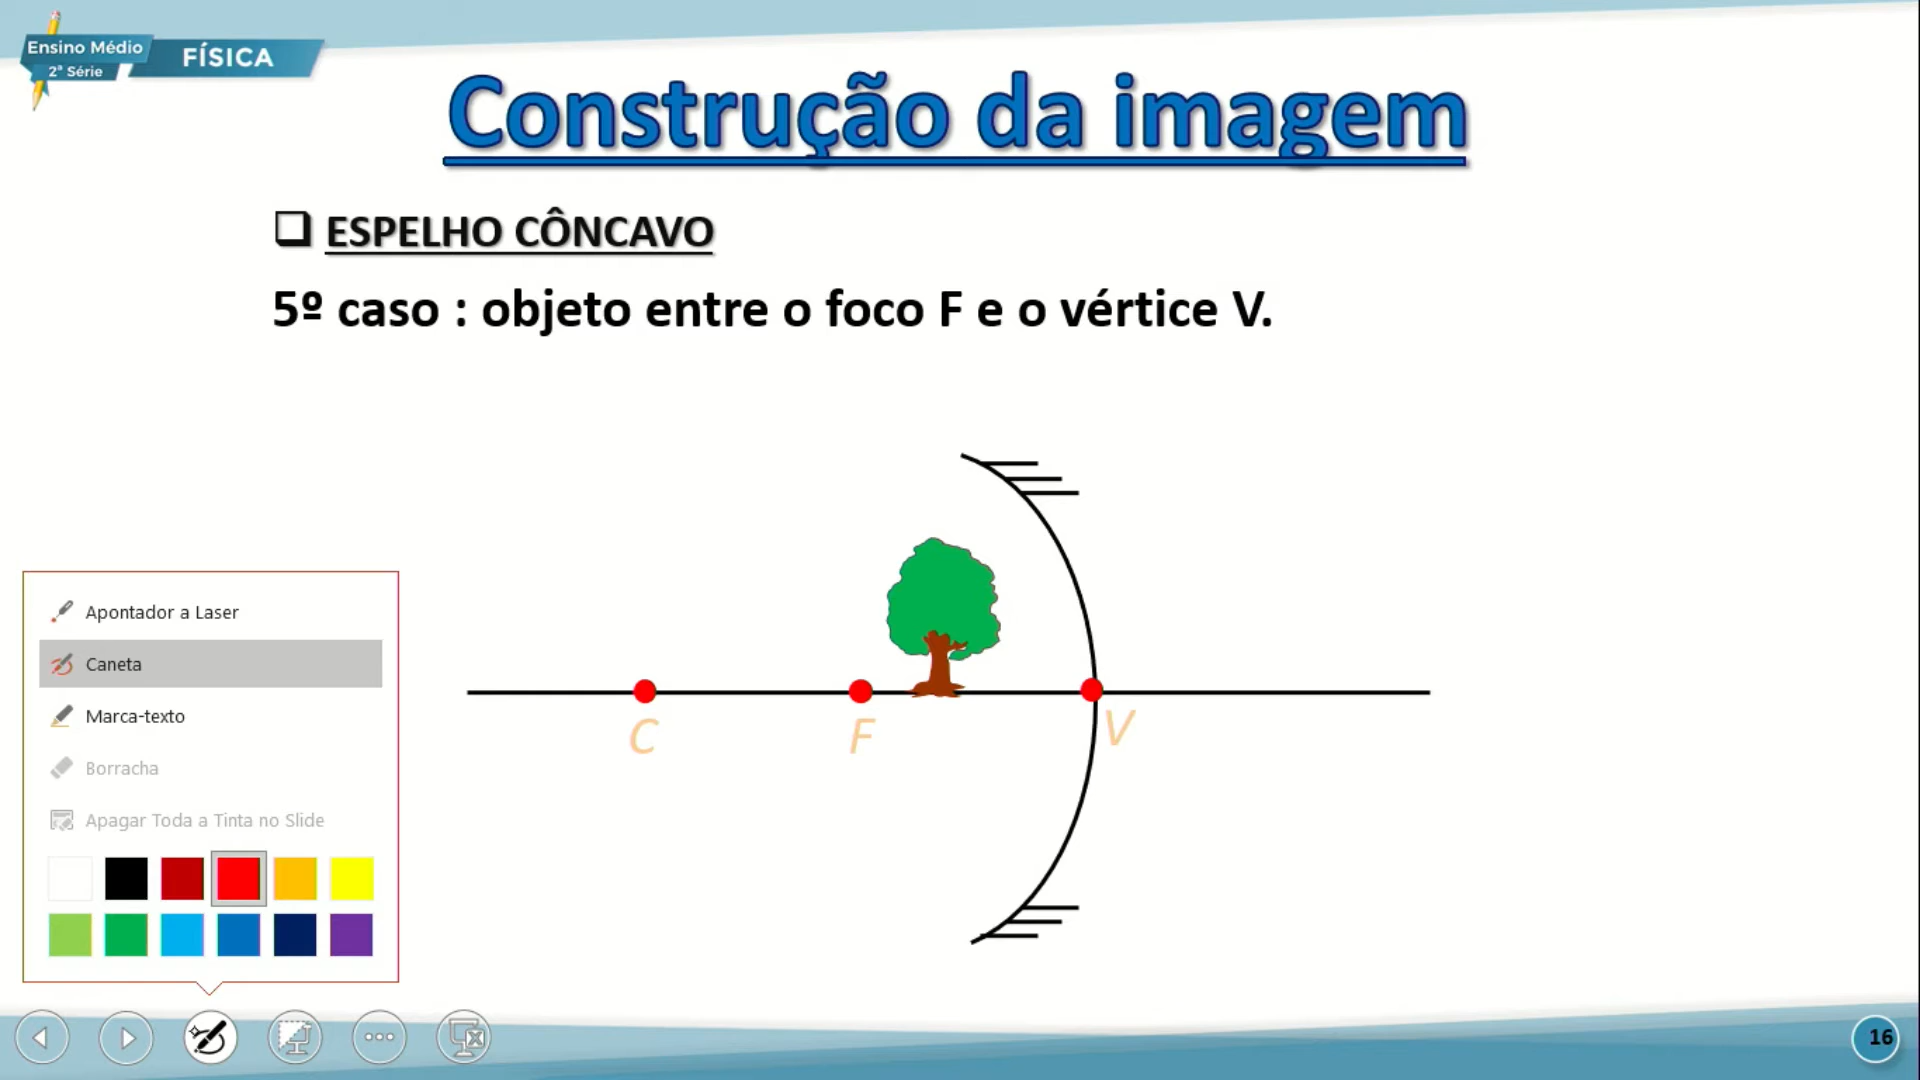 Ensino Médio
2ª Série
FÍSICA
Construção da imagem
ESPELHO CÔNCAVO
5º caso : objeto entre o foco F e o vértice V.
C
F
V
Apontador a Laser
Caneta
Marca-texto
Borracha
Apagar Toda a Tinta no Slide
16